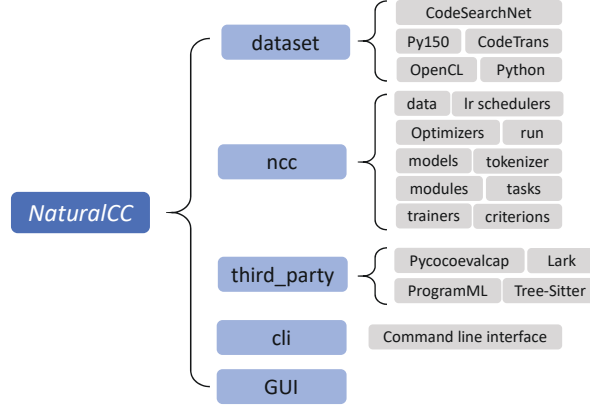 CodeSearchNet
dataset
Py150 CodeTrans
OpenCL Python
data lr schedulers
Optimizers run
ncc
models tokenizer
modules tasks
NaturalCC
trainers criterions
Pycocoevalcap Lark
third_party
ProgramML Tree-Sitter
cli
Command line interface
GUI